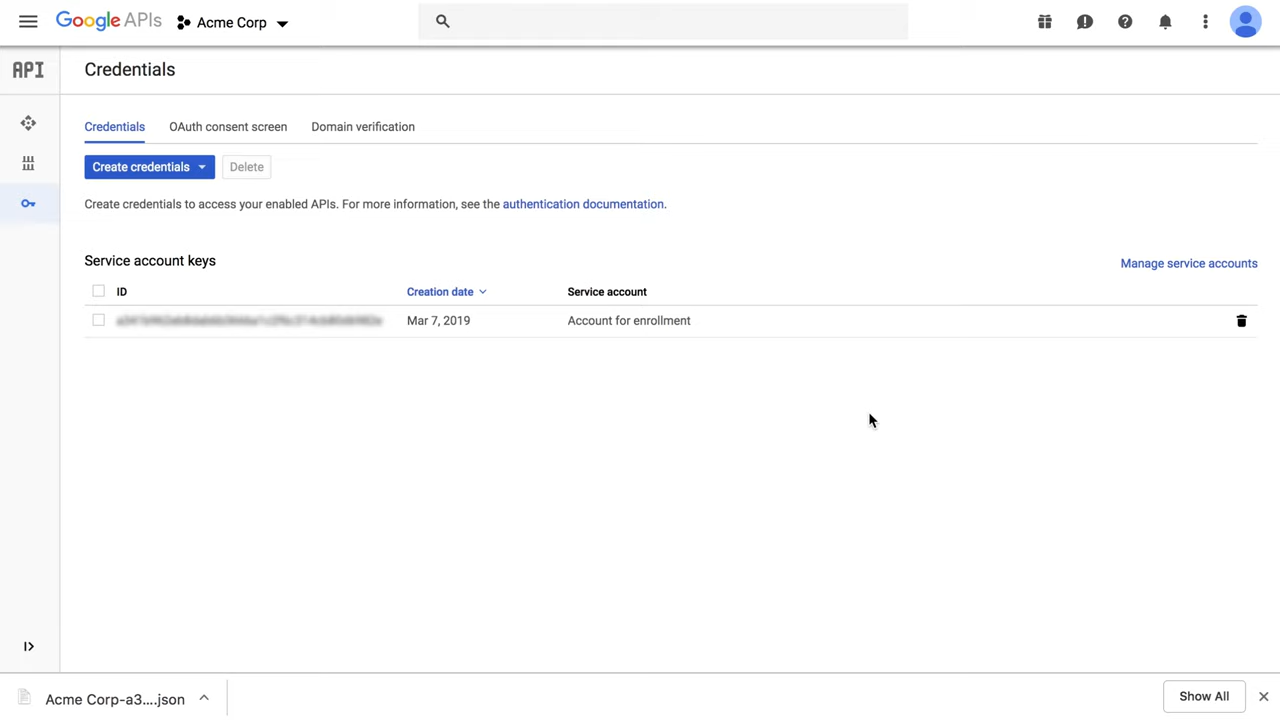 Google APIs Acme Corp
API Credentials
Credentials OAuth consent screen Domain verification
Create credentials Delete
Create credentials to access your enabled APIs. For more information, see the authentication documentation.
Service account keys Manage service accounts
ID Creation date Service account
Mar 7, 2019 Account for enrollment
Acme Corp-a3....json Show All